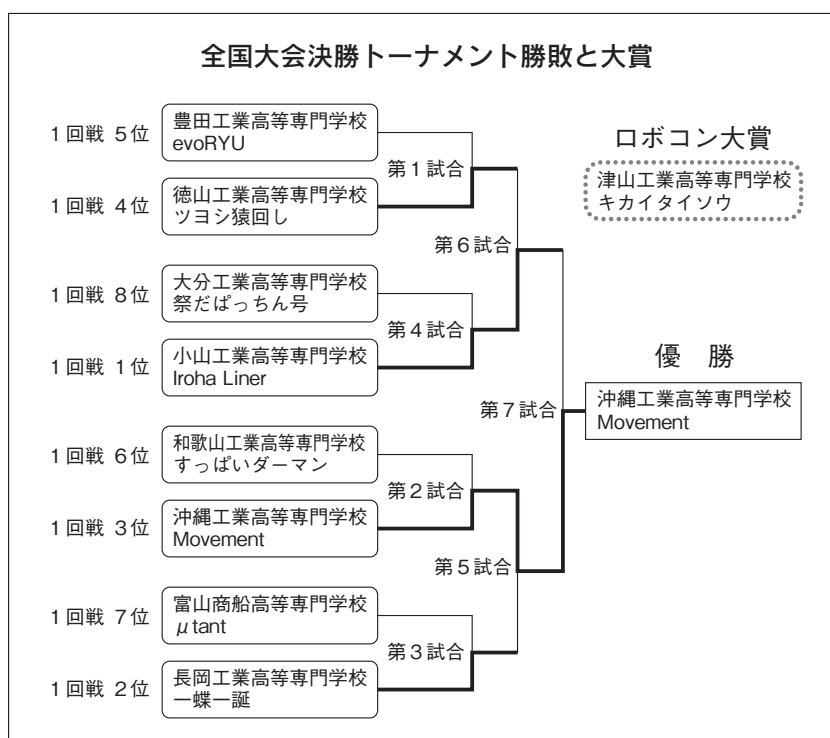 全国大会決勝トーナメント勝敗と大賞
1回戦 5位
豊田工業高等専門学校
evoRYU
第1試合
1回戦 4位
徳山工業高等専門学校
ツヨシ猿回し
第6試合
1回戦 8位
大分工業高等専門学校
祭だぱっちん号
第4試合
1回戦 1位
小山工業高等専門学校
Iroha Liner
第7試合
1回戦 6位
和歌山工業高等専門学校
すっぱいダーマン
第2試合
1回戦 3位
沖縄工業高等専門学校
Movement
第5試合
1回戦 7位
富山商船高等専門学校
μtant
第3試合
1回戦 2位
長岡工業高等専門学校
一蝶一誕
ロボコン大賞
津山工業高等専門学校
キカイタイソウ
優 勝
沖縄工業高等専門学校
Movement